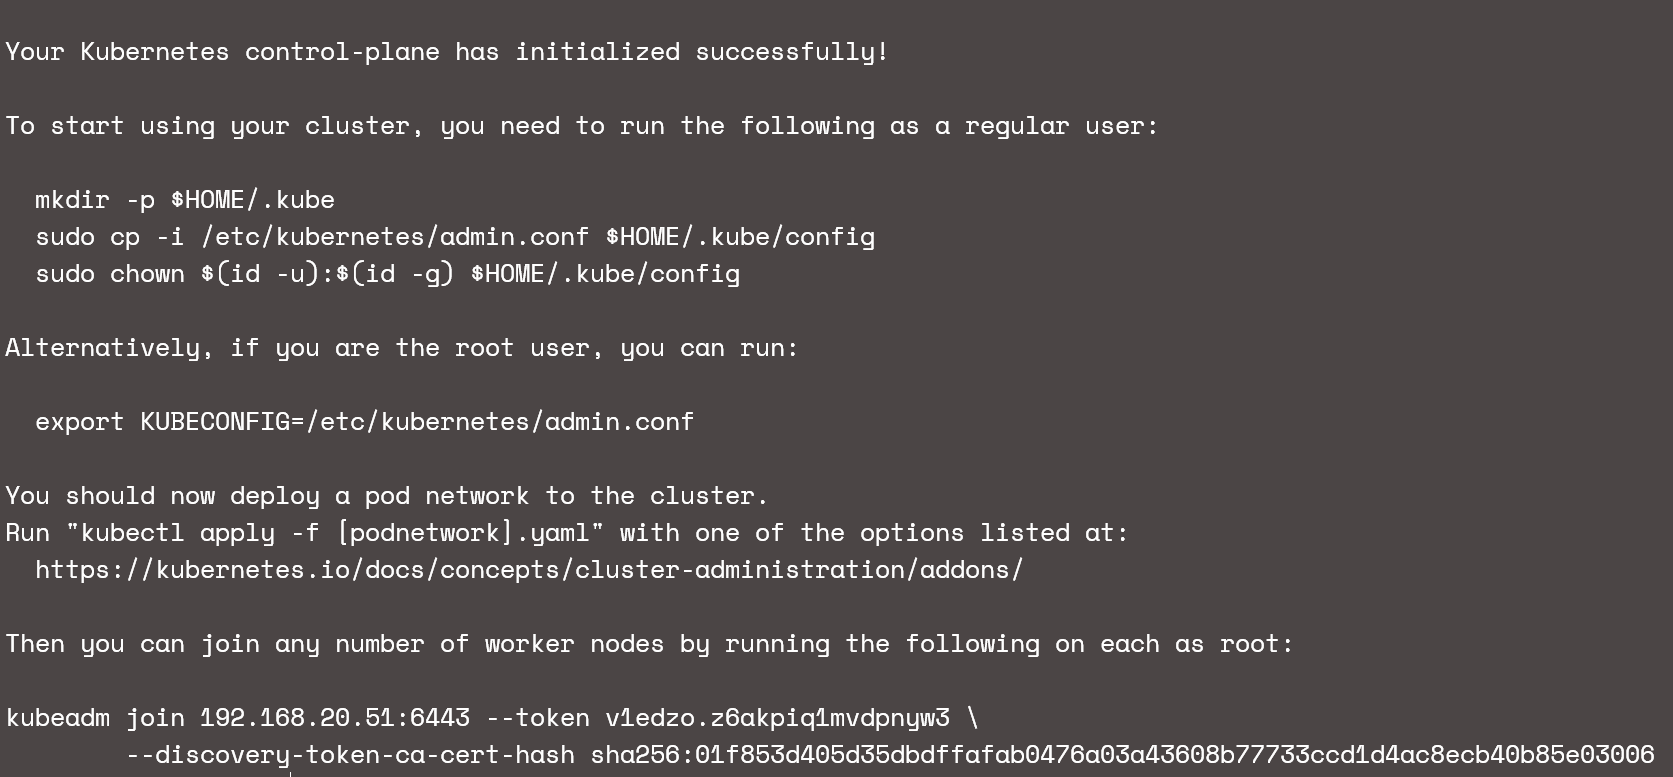 Your Kubernetes control-plane has initialized successfully!
To start using your cluster, you need to run the following as a regular user:
mkdir -p $HOME/.kube
sudo cp -i /etc/kubernetes/admin.conf $HOME/.kube/config
sudo chown $(id -u):$(id -g) $HOME/.kube/config
Alternatively, if you are the root user, you can run:
export KUBECONFIG=/etc/kubernetes/admin.conf
You should now deploy a pod network to the cluster.
Run "kubectl apply -f [podnetwork].yaml" with one of the options listed at:
https://kubernetes.io/docs/concepts/cluster-administration/addons/
Then you can join any number of worker nodes by running the following on each as root:
kubeadm join 192.168.20.51:6443 --token v1edzo.z6akpiq1mvdpnyw3 \
--discovery-token-ca-cert-hash sha256:01f853d405d35dbdffafab0476a03a43608b77733ccd1d4ac8ecb40b85e03006